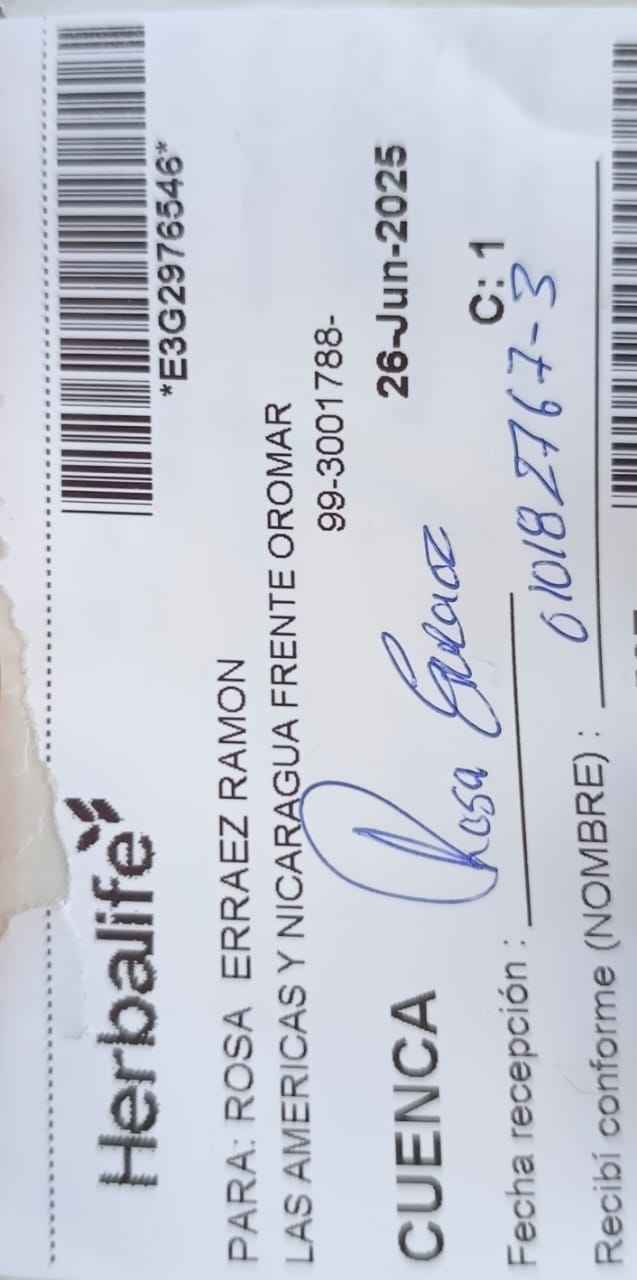 Herbalife
*E3G2976546*
PARA: ROSA ERRAEZ RAMON
LAS AMERICAS Y NICARAGUA FRENTE OROMAR
99-3001788-
CUENCA
26-Jun-2025
Rosa Erraez
C: 1
Fecha recepción :
010182767-3
Recibí conforme (NOMBRE) :